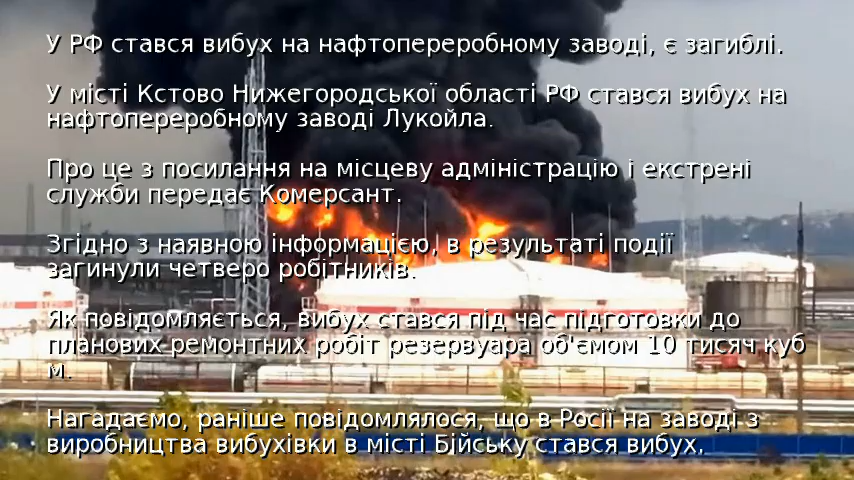 У РФ стався вибух на нафтопереробному заводі, є загиблі.
У місті Кстово Нижегородської області РФ стався вибух на
нафтопереробному заводі Лукойла.
Про це з посилання на місцеву адміністрацію і екстрені
служби передає Комерсант.
Згідно з наявною інформацією, в результаті події
загинули четверо робітників.
Як повідомляється, вибух стався під час підготовки до
планових ремонтних робіт резервуара об'ємом 10 тисяч куб
м.
Нагадаємо, раніше повідомлялося, що в Росії на заводі з
виробництва вибухівки в місті Бійську стався вибух,